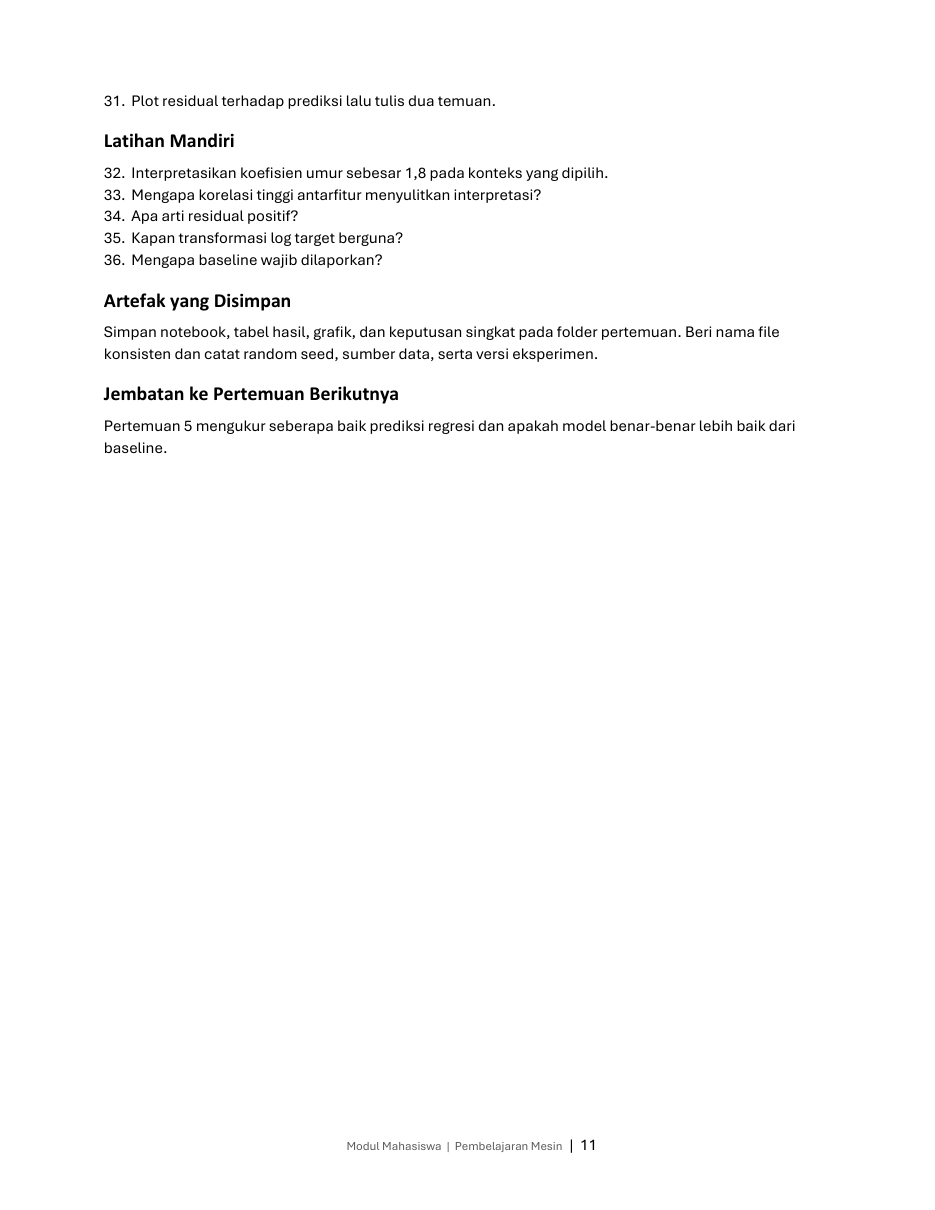 31. Plot residual terhadap prediksi lalu tulis dua temuan.
Latihan Mandiri
32. Interpretasikan koefisien umur sebesar 1,8 pada konteks yang dipilih.
33. Mengapa korelasi tinggi antarfitur menyulitkan interpretasi?
34. Apa arti residual positif?
35. Kapan transformasi log target berguna?
36. Mengapa baseline wajib dilaporkan?
Artefak yang Disimpan
Simpan notebook, tabel hasil, grafik, dan keputusan singkat pada folder pertemuan. Beri nama file
konsisten dan catat random seed, sumber data, serta versi eksperimen.
Jembatan ke Pertemuan Berikutnya
Pertemuan 5 mengukur seberapa baik prediksi regresi dan apakah model benar-benar lebih baik dari
baseline.
Modul Mahasiswa | Pembelajaran Mesin | 11